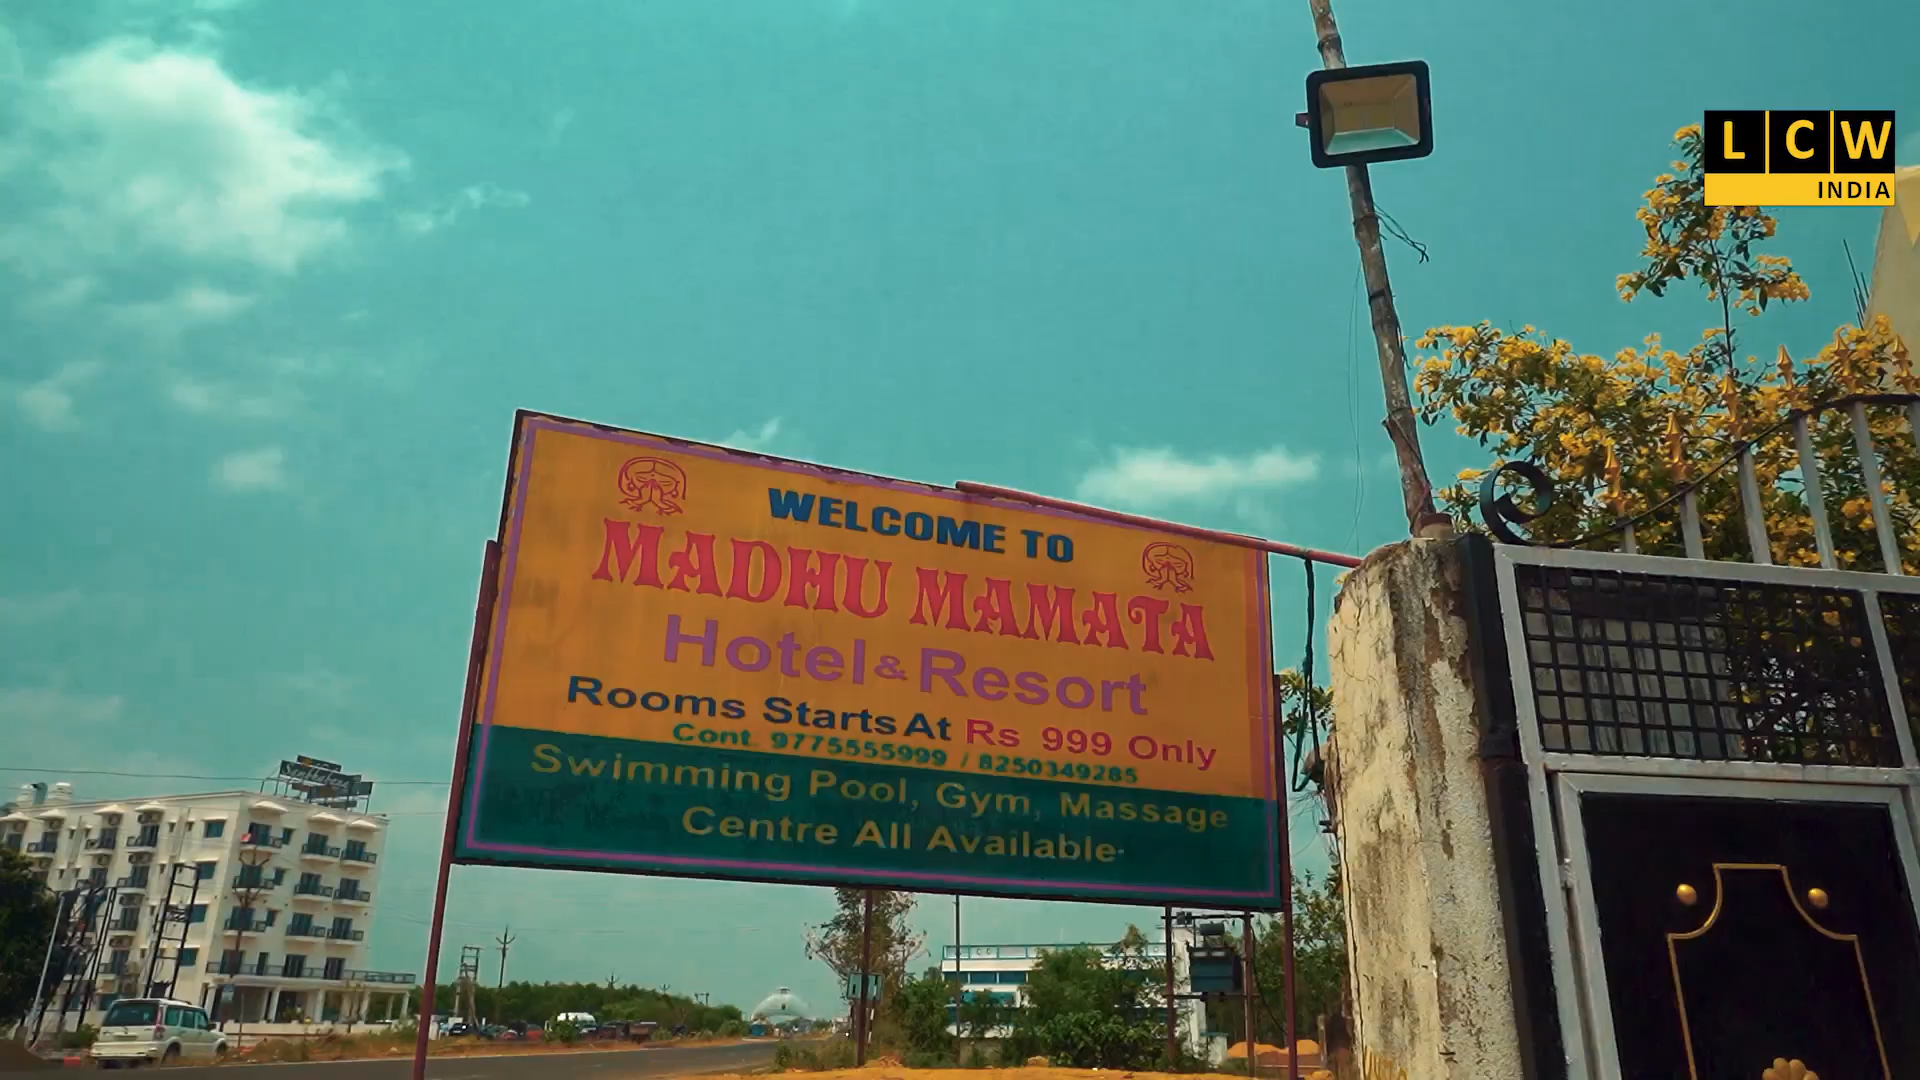 L C W
INDIA
WELCOME TO
MADHU MAMATA
Hotel & Resort
Rooms Starts At Rs 999 Only
Cont. 9775555999 / 8250349285
Swimming Pool, Gym, Massage
Centre All Available